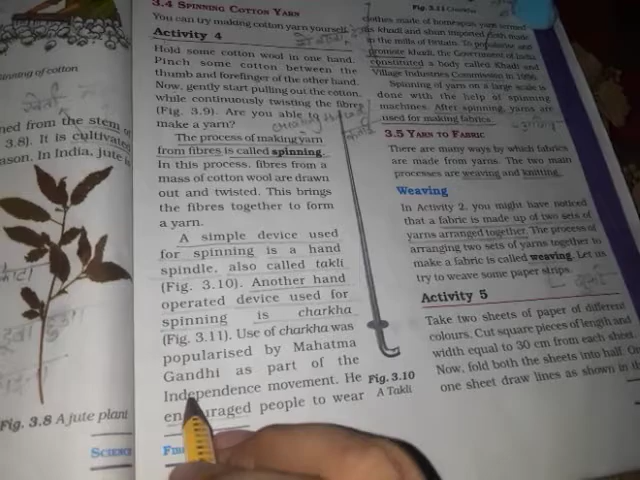 ining of cotton
ned from the stem of
3.8). It is cultivated
ason. In India, jute is
Fig. 3.8 A jute plant
SCIENCE
3.4 SPINNING COTTON YARN
You can try making cotton yarn yourself.
Activity 4
Hold some cotton wool in one hand.
Pinch some cotton between the
thumb and forefinger of the other hand.
Now, gently start pulling out the cotton,
while continuously twisting the fibres
(Fig. 3.9). Are you able to
make a yarn?
The process of making yarn
from fibres is called spinning.
In this process, fibres from a
mass of cotton wool are drawn
out and twisted. This brings
the fibres together to form
a yarn.
A simple device used
for spinning is a hand
spindle, also called takli
(Fig. 3.10). Another hand
operated device used for
spinning is charkha
(Fig. 3.11). Use of charkha was
popularised by Mahatma
Gandhi as part of the
Independence movement. He
encouraged people to wear
Fig. 3.10
A Takli
Fig. 3.11 Charkha
clothes made of homespun yarn termed
as khadi and shun imported cloth made
in the mills of Britain. To popularise and
promote khadi, the Government of India
constituted a body called Khadi and
Village Industries Commission in 1956.
Spinning of yarns on a large scale is
done with the help of spinning
machines. After spinning, yarns are
used for making fabrics.
3.5 YARN TO FABRIC
There are many ways by which fabrics
are made from yarns. The two main
processes are weaving and knitting.
Weaving
In Activity 2, you might have noticed
that a fabric is made up of two sets of
yarns arranged together. The process of
arranging two sets of yarns together to
make a fabric is called weaving. Let us
try to weave some paper strips.
Activity 5
Take two sheets of paper of different
colours. Cut square pieces of length and
width equal to 30 cm from each sheet.
Now, fold both the sheets into half. On
one sheet draw lines as shown in